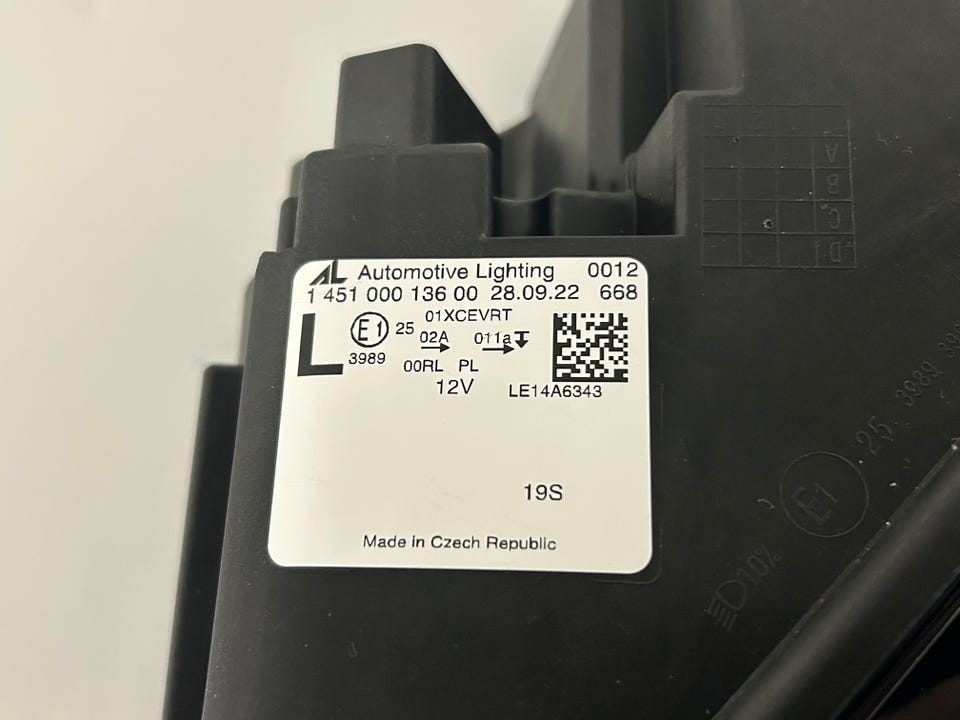 AL Automotive Lighting 0012
1 451 000 136 00 28.09.22 668
L E1 25 01XCEVRT
3989 02A 011a
00RL PL
12V LE14A6343
19S
Made in Czech Republic
A
B
C
D
E1 25 3989
10%